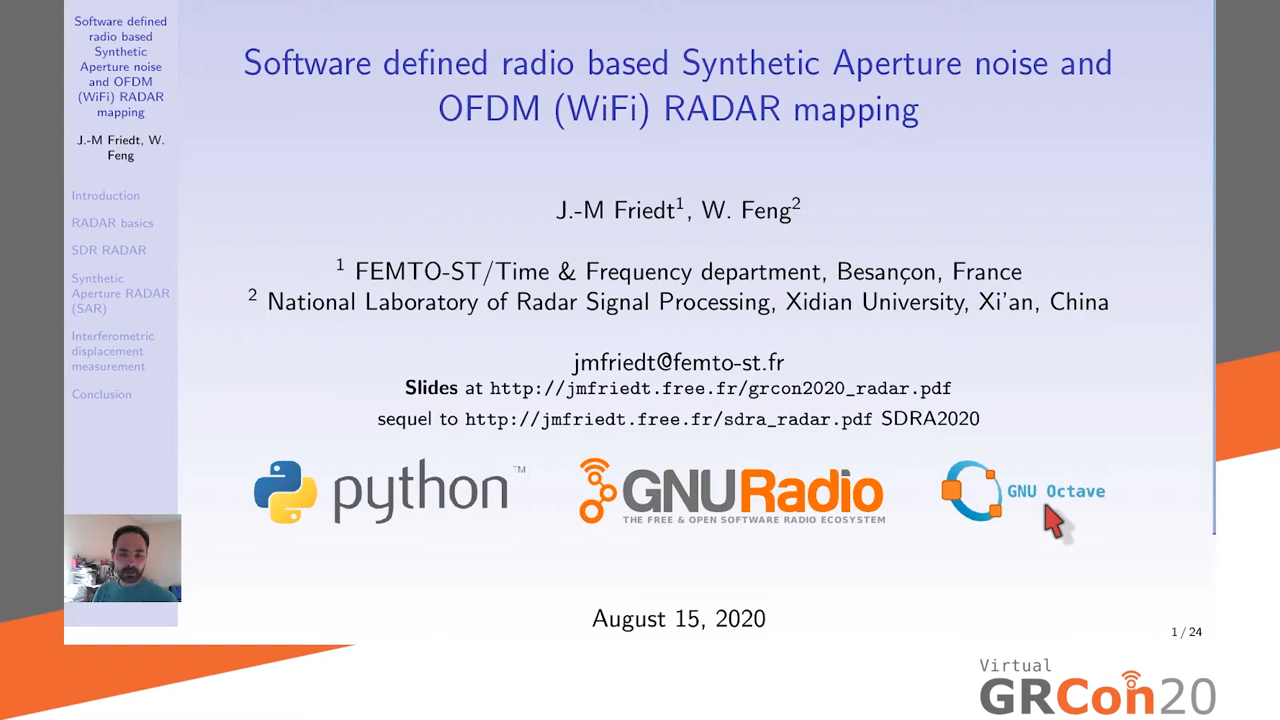 Software defined
radio based
Synthetic
Aperture noise
and OFDM
(WiFi) RADAR
mapping
J.-M Friedt, W.
Feng
Introduction
RADAR basics
SDR RADAR
Synthetic
Aperture RADAR
(SAR)
Interferometric
displacement
measurement
Conclusion
Software defined radio based Synthetic Aperture noise and
OFDM (WiFi) RADAR mapping
J.-M Friedt1, W. Feng2
1 FEMTO-ST/Time & Frequency department, Besançon, France
2 National Laboratory of Radar Signal Processing, Xidian University, Xi'an, China
jmfriedt@femto-st.fr
Slides at http://jmfriedt.free.fr/grcon2020_radar.pdf
sequel to http://jmfriedt.free.fr/sdra_radar.pdf SDRA2020
python™
GNURadio
THE FREE & OPEN SOFTWARE RADIO ECOSYSTEM
GNU Octave
August 15, 2020
1 / 24
Virtual
GRCon20